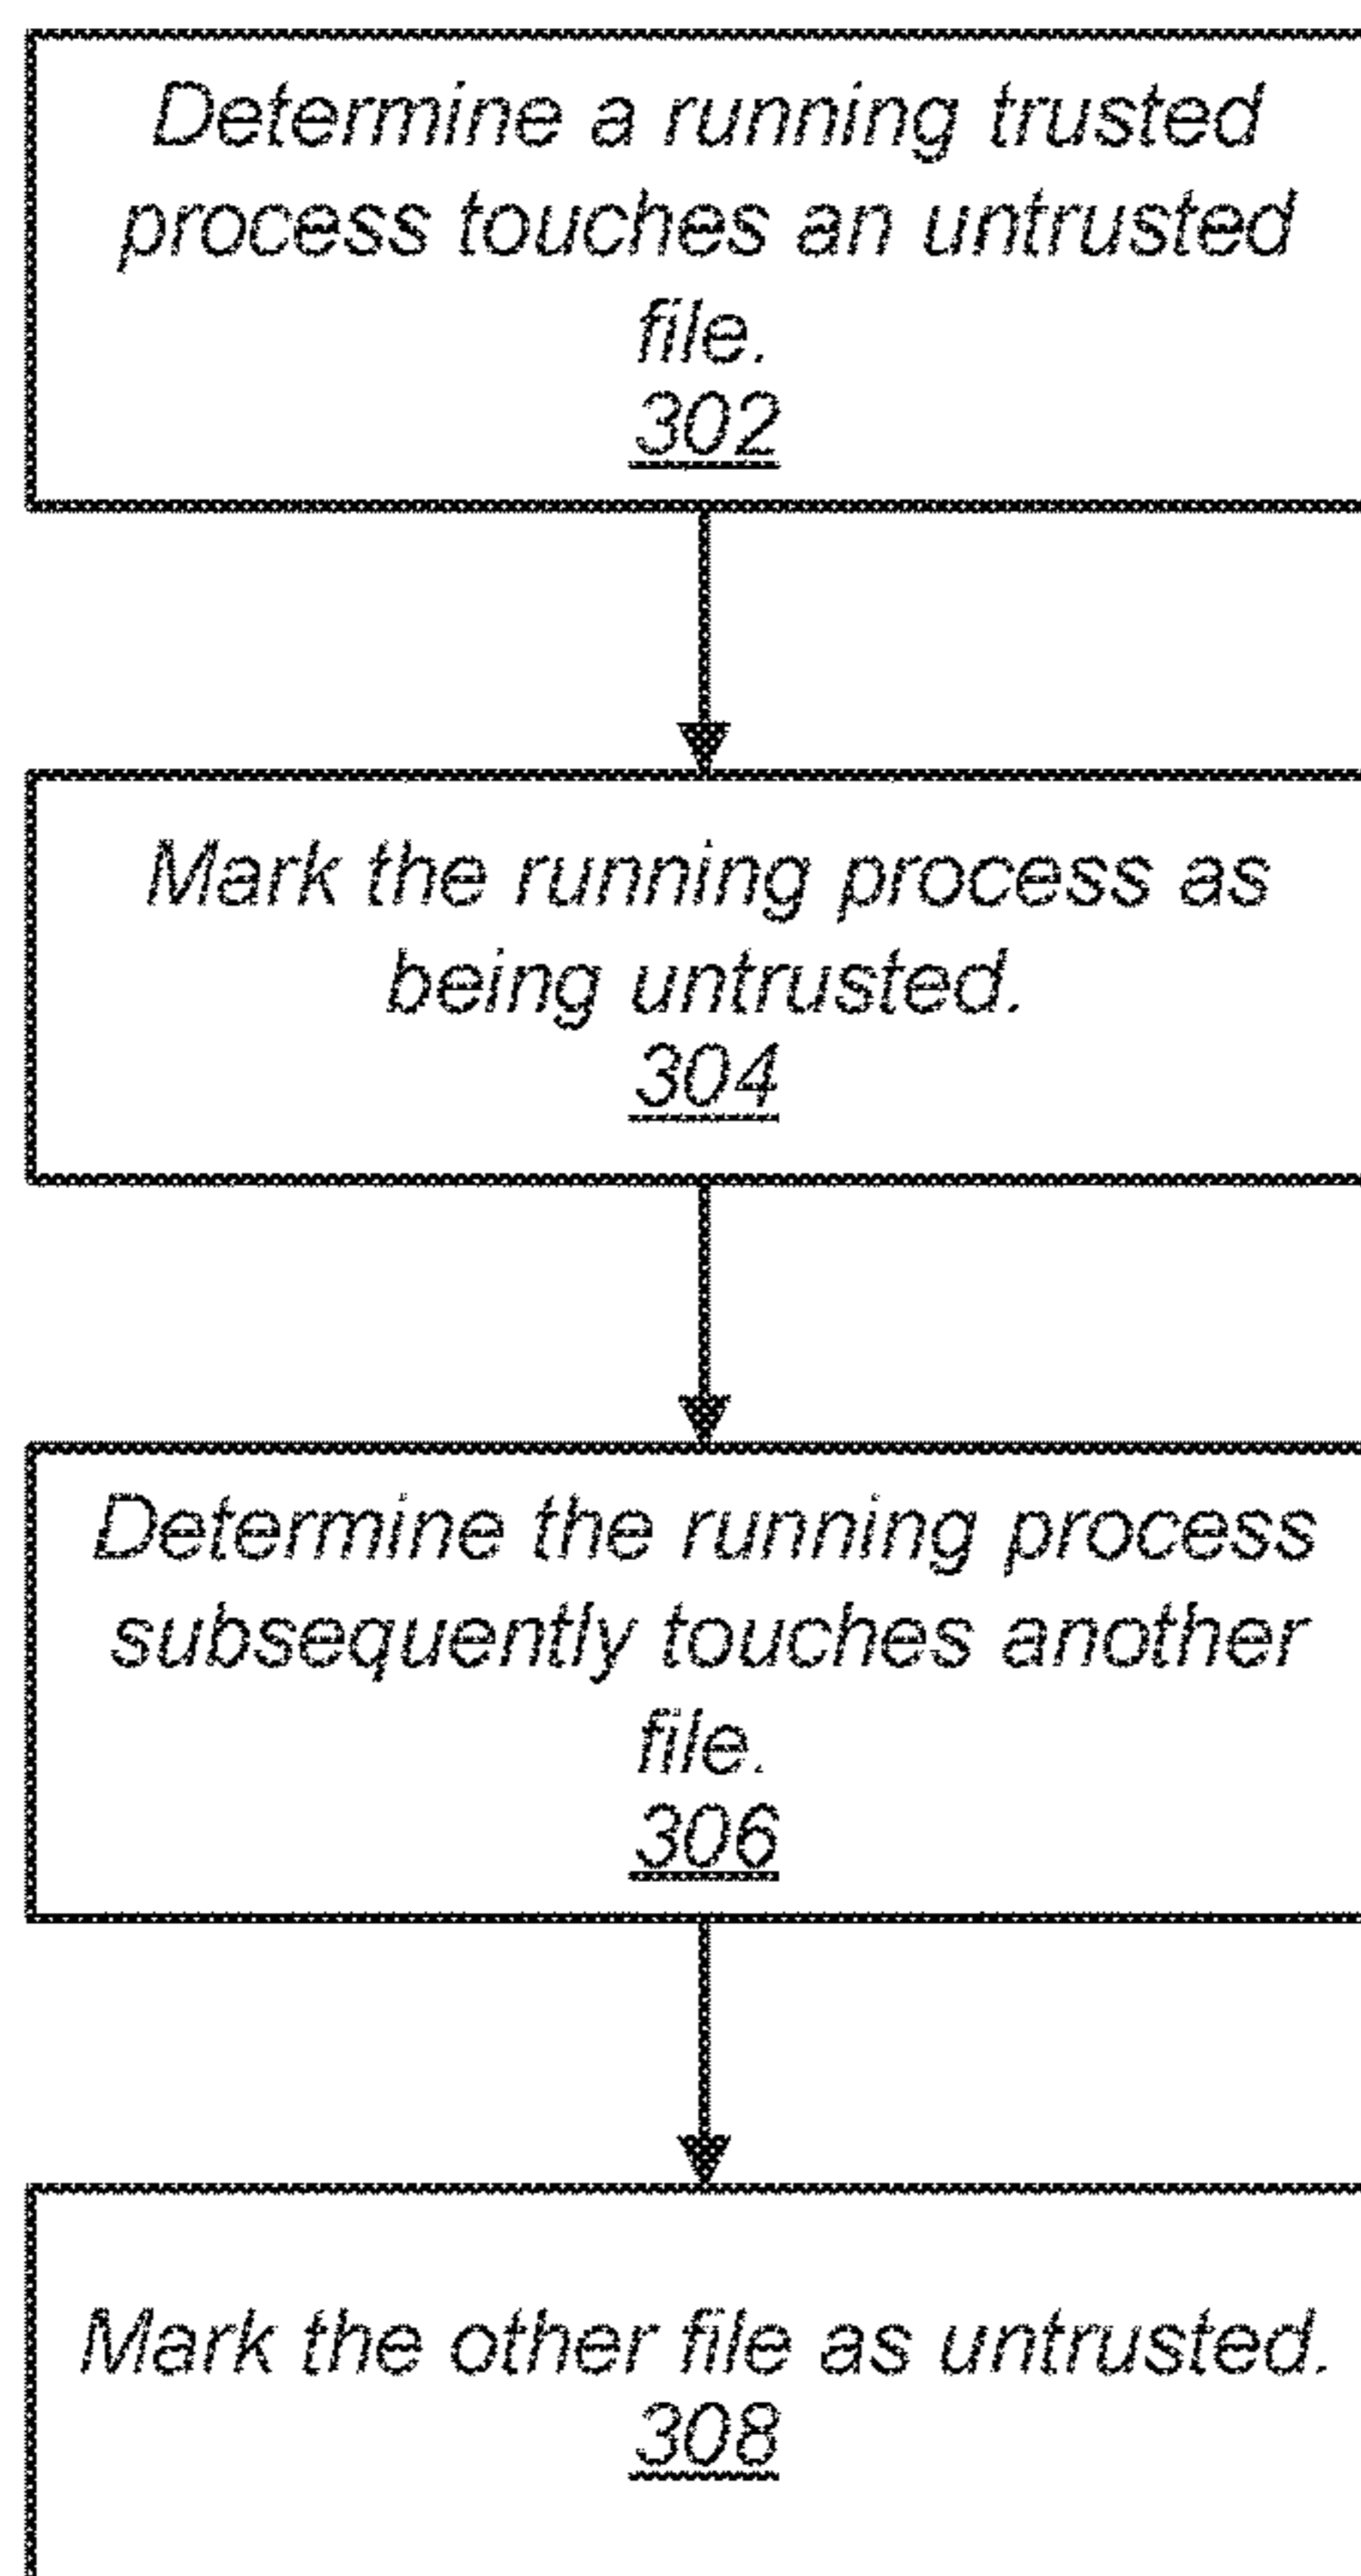 Determine a running trusted
process touches an untrusted
file.
302
Mark the running process as
being untrusted.
304
Determine the running process
subsequently touches another
file.
306
Mark the other file as untrusted.
308